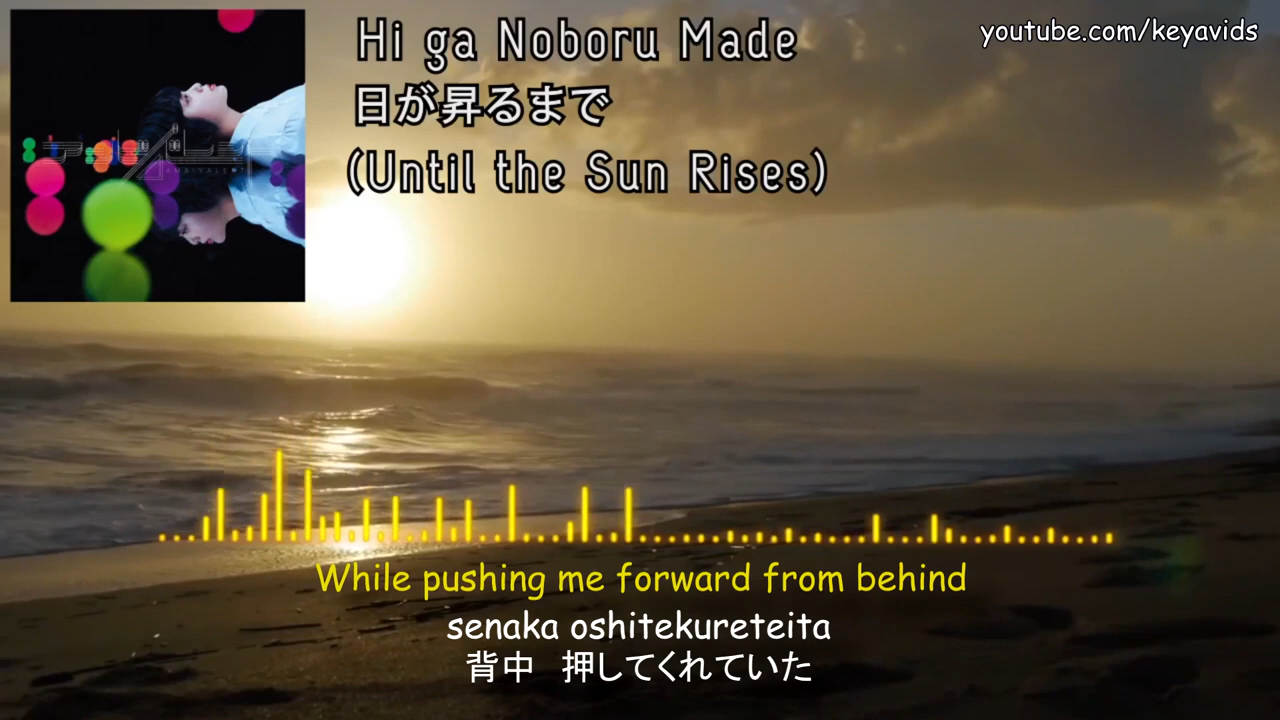 youtube.com/keyavids
Hi ga Noboru Made
日が昇るまで
(Until the Sun Rises)
While pushing me forward from behind
senaka oshitekureteita
背中　押してくれていた